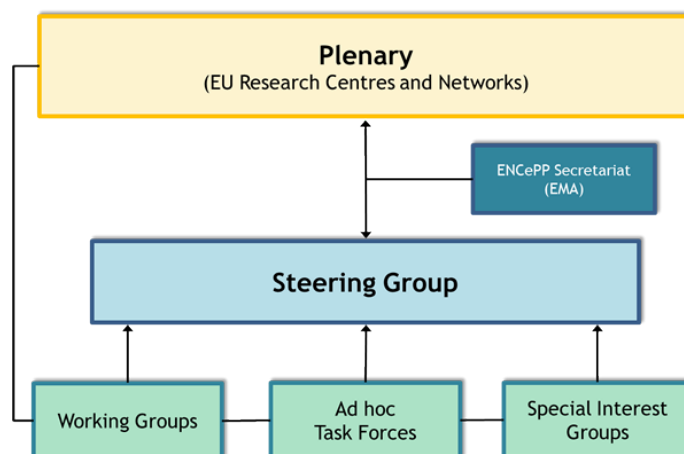 Plenary
(EU Research Centres and Networks)
ENCePP Secretariat
(EMA)
Steering Group
Working Groups
Ad hoc
Task Forces
Special Interest
Groups